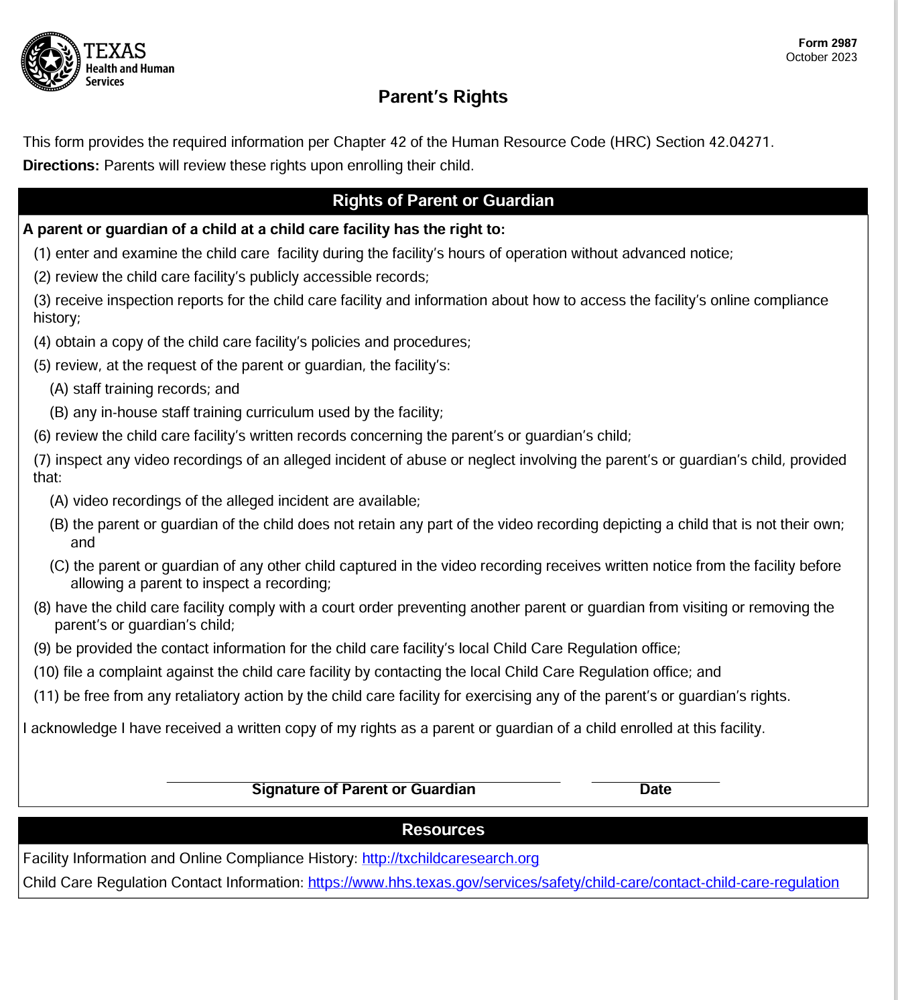 TEXAS
Health and Human
Services
Form 2987
October 2023
Parent's Rights
This form provides the required information per Chapter 42 of the Human Resource Code (HRC) Section 42.04271.
Directions: Parents will review these rights upon enrolling their child.
Rights of Parent or Guardian
A parent or guardian of a child at a child care facility has the right to:
(1) enter and examine the child care  facility during the facility's hours of operation without advanced notice;
(2) review the child care facility's publicly accessible records;
(3) receive inspection reports for the child care facility and information about how to access the facility's online compliance
history;
(4) obtain a copy of the child care facility's policies and procedures;
(5) review, at the request of the parent or guardian, the facility's:
(A) staff training records; and
(B) any in-house staff training curriculum used by the facility;
(6) review the child care facility's written records concerning the parent's or guardian's child;
(7) inspect any video recordings of an alleged incident of abuse or neglect involving the parent's or guardian's child, provided
that:
(A) video recordings of the alleged incident are available;
(B) the parent or guardian of the child does not retain any part of the video recording depicting a child that is not their own;
and
(C) the parent or guardian of any other child captured in the video recording receives written notice from the facility before
allowing a parent to inspect a recording;
(8) have the child care facility comply with a court order preventing another parent or guardian from visiting or removing the
parent's or guardian's child;
(9) be provided the contact information for the child care facility's local Child Care Regulation office;
(10) file a complaint against the child care facility by contacting the local Child Care Regulation office; and
(11) be free from any retaliatory action by the child care facility for exercising any of the parent's or guardian's rights.
I acknowledge I have received a written copy of my rights as a parent or guardian of a child enrolled at this facility.
Signature of Parent or Guardian
Date
Resources
Facility Information and Online Compliance History: http://txchildcaresearch.org
Child Care Regulation Contact Information: https://www.hhs.texas.gov/services/safety/child-care/contact-child-care-regulation